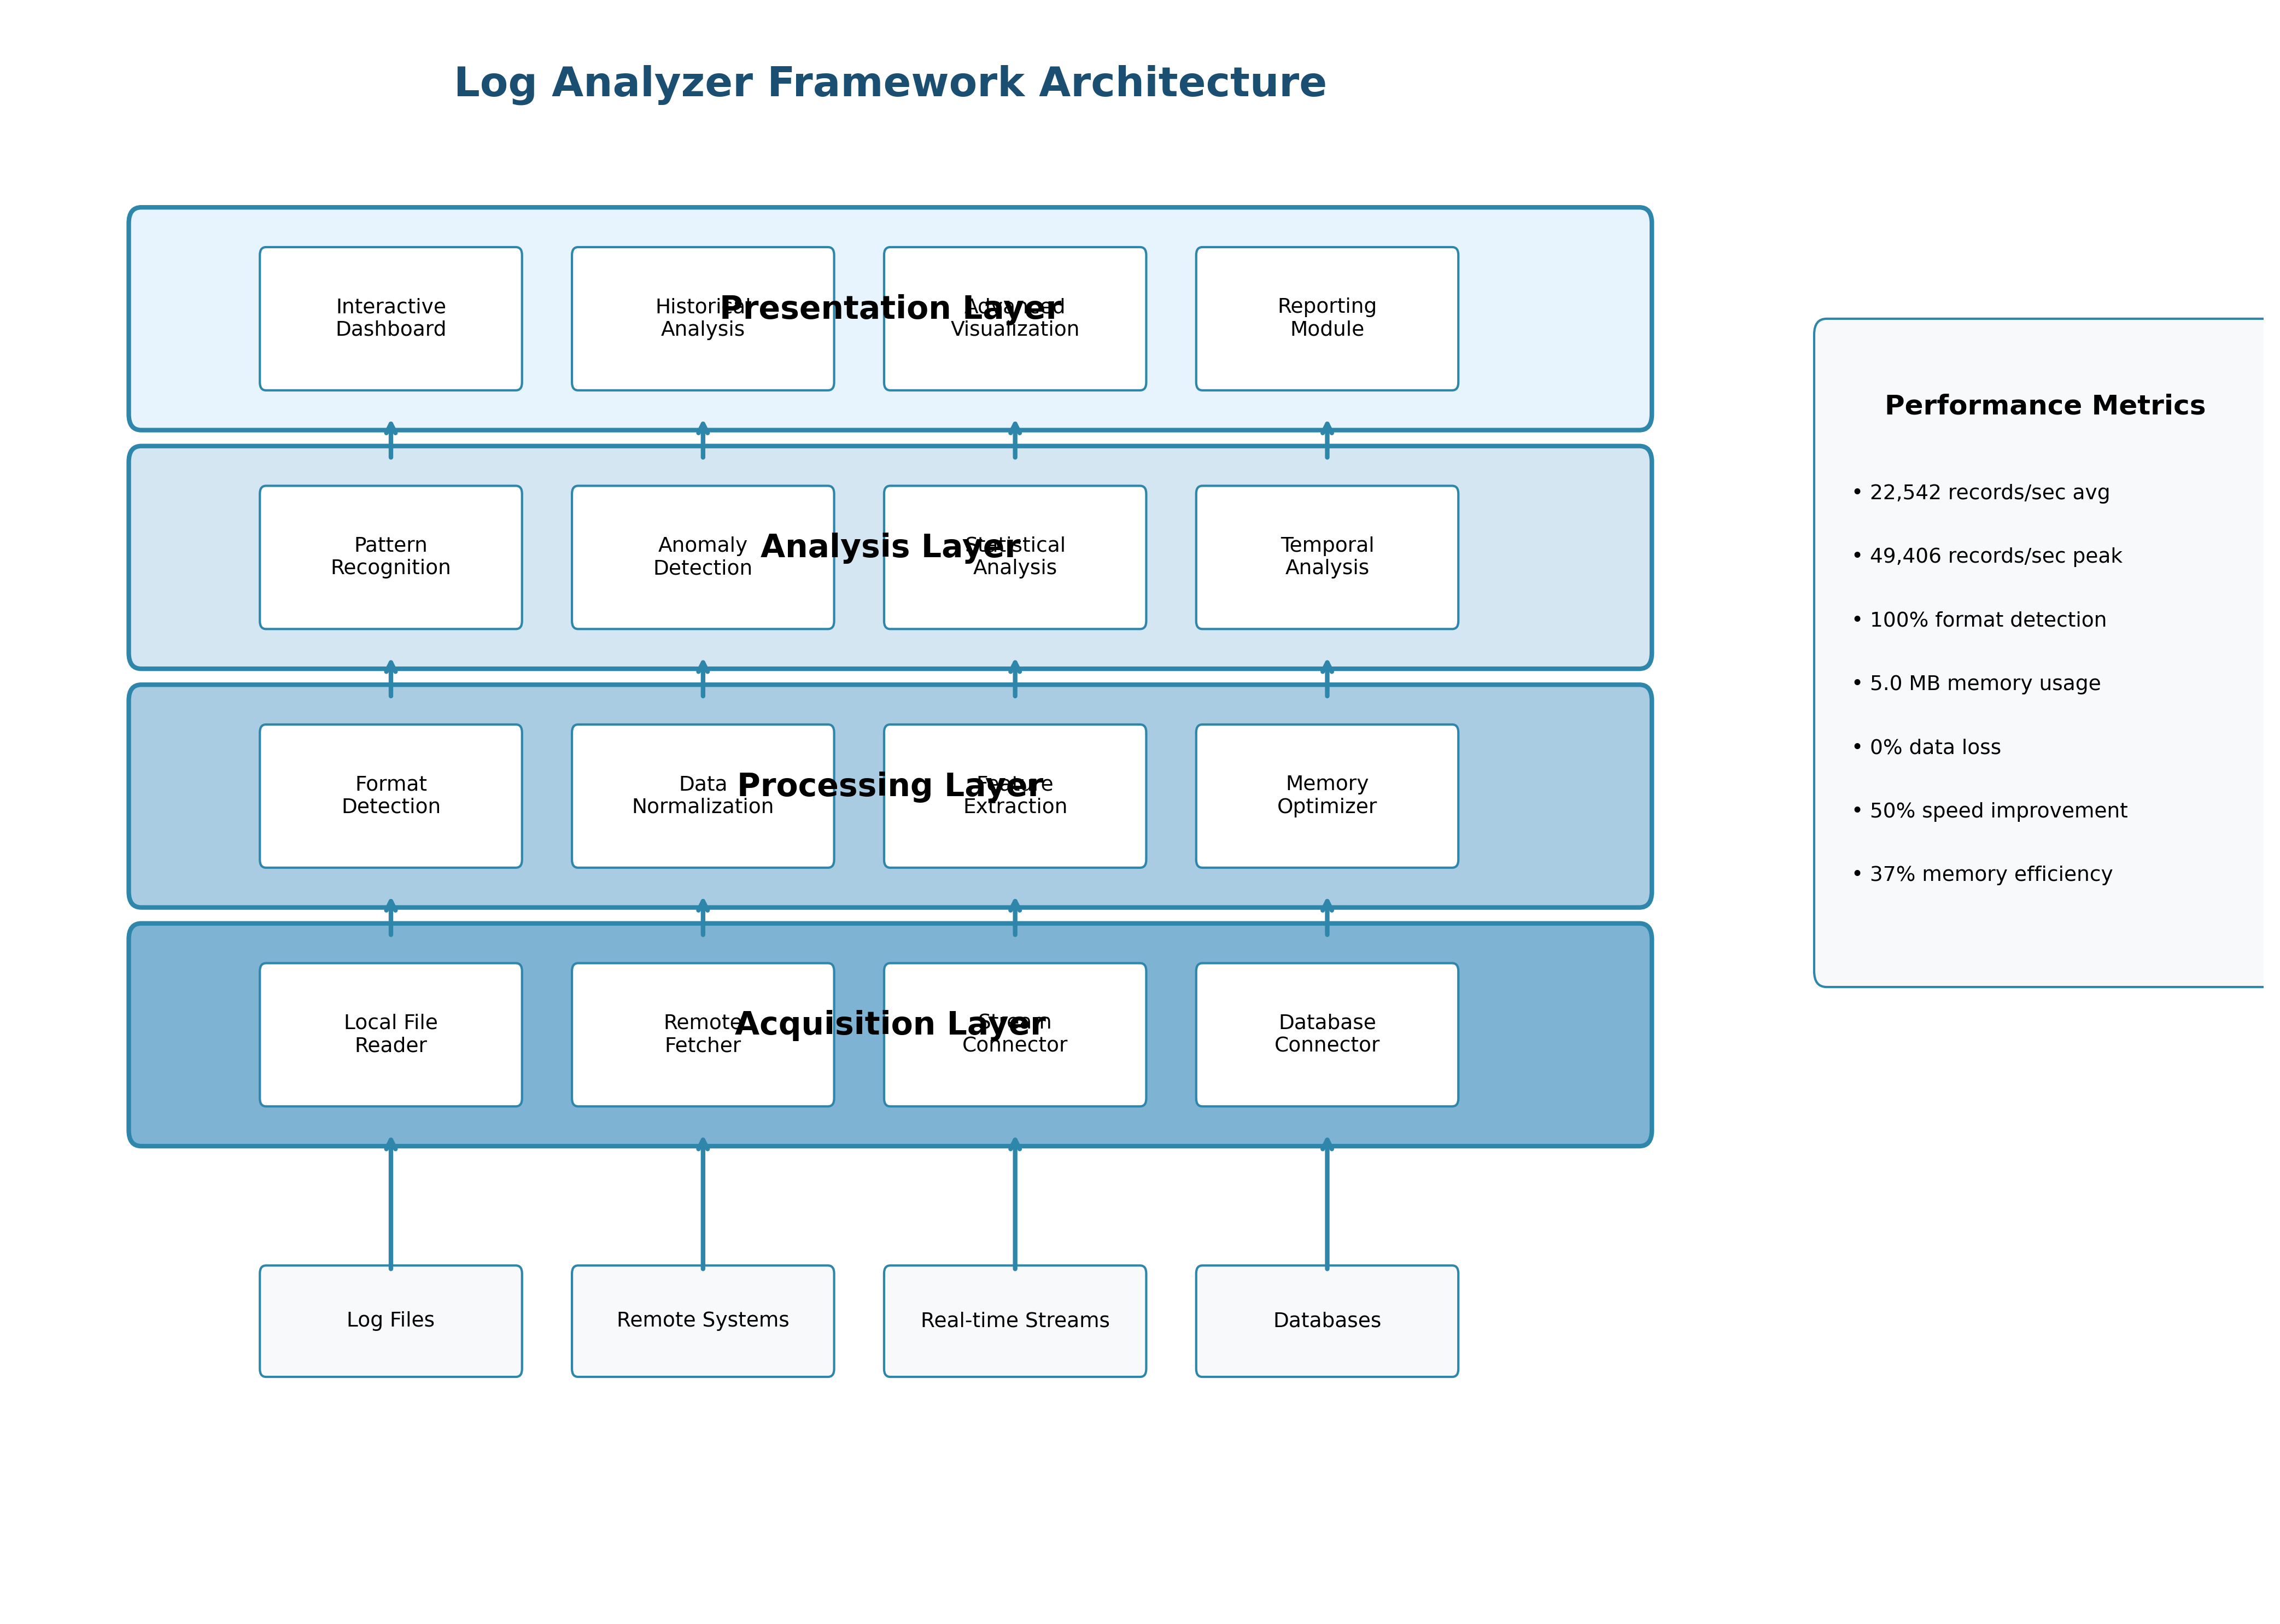 Log Analyzer Framework Architecture
Presentation Layer
Interactive
Dashboard
Historical
Analysis
Advanced
Visualization
Reporting
Module
Analysis Layer
Pattern
Recognition
Anomaly
Detection
Statistical
Analysis
Temporal
Analysis
Processing Layer
Format
Detection
Data
Normalization
Feature
Extraction
Memory
Optimizer
Acquisition Layer
Local File
Reader
Remote
Fetcher
Stream
Connector
Database
Connector
Log Files
Remote Systems
Real-time Streams
Databases
Performance Metrics
• 22,542 records/sec avg
• 49,406 records/sec peak
• 100% format detection
• 5.0 MB memory usage
• 0% data loss
• 50% speed improvement
• 37% memory efficiency